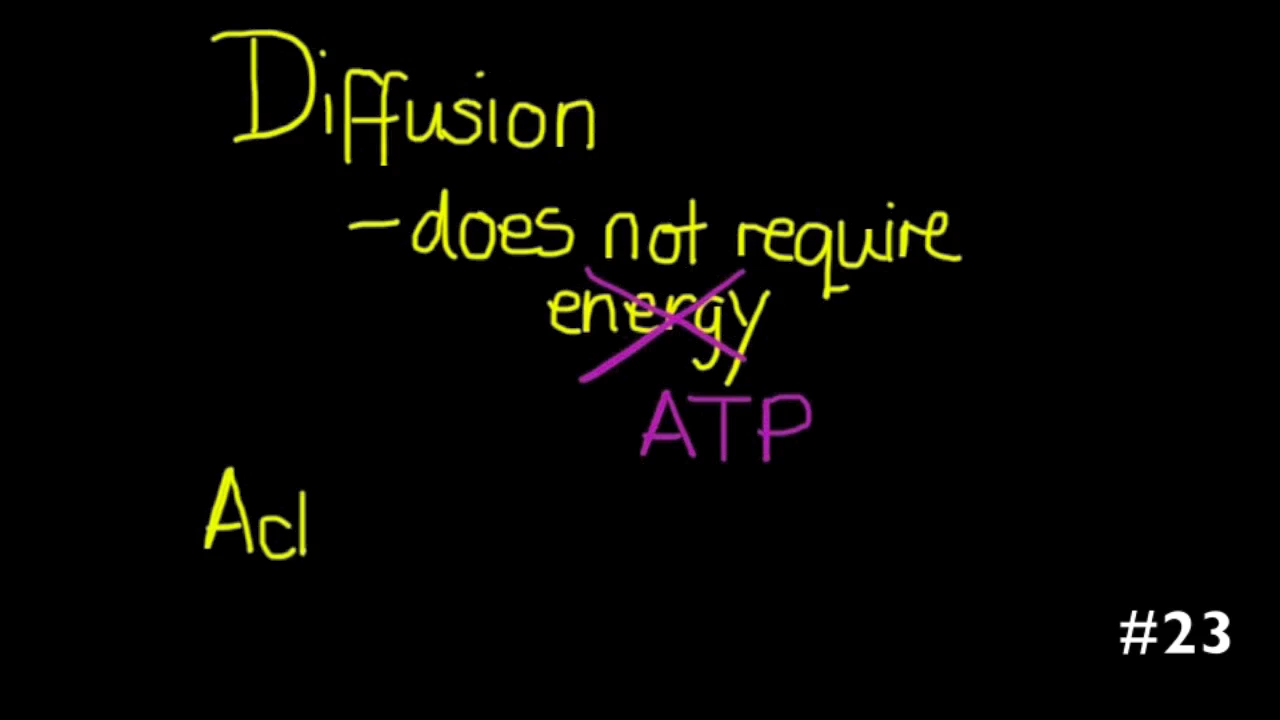 Diffusion
- does not require
energy
ATP
Acl
#23